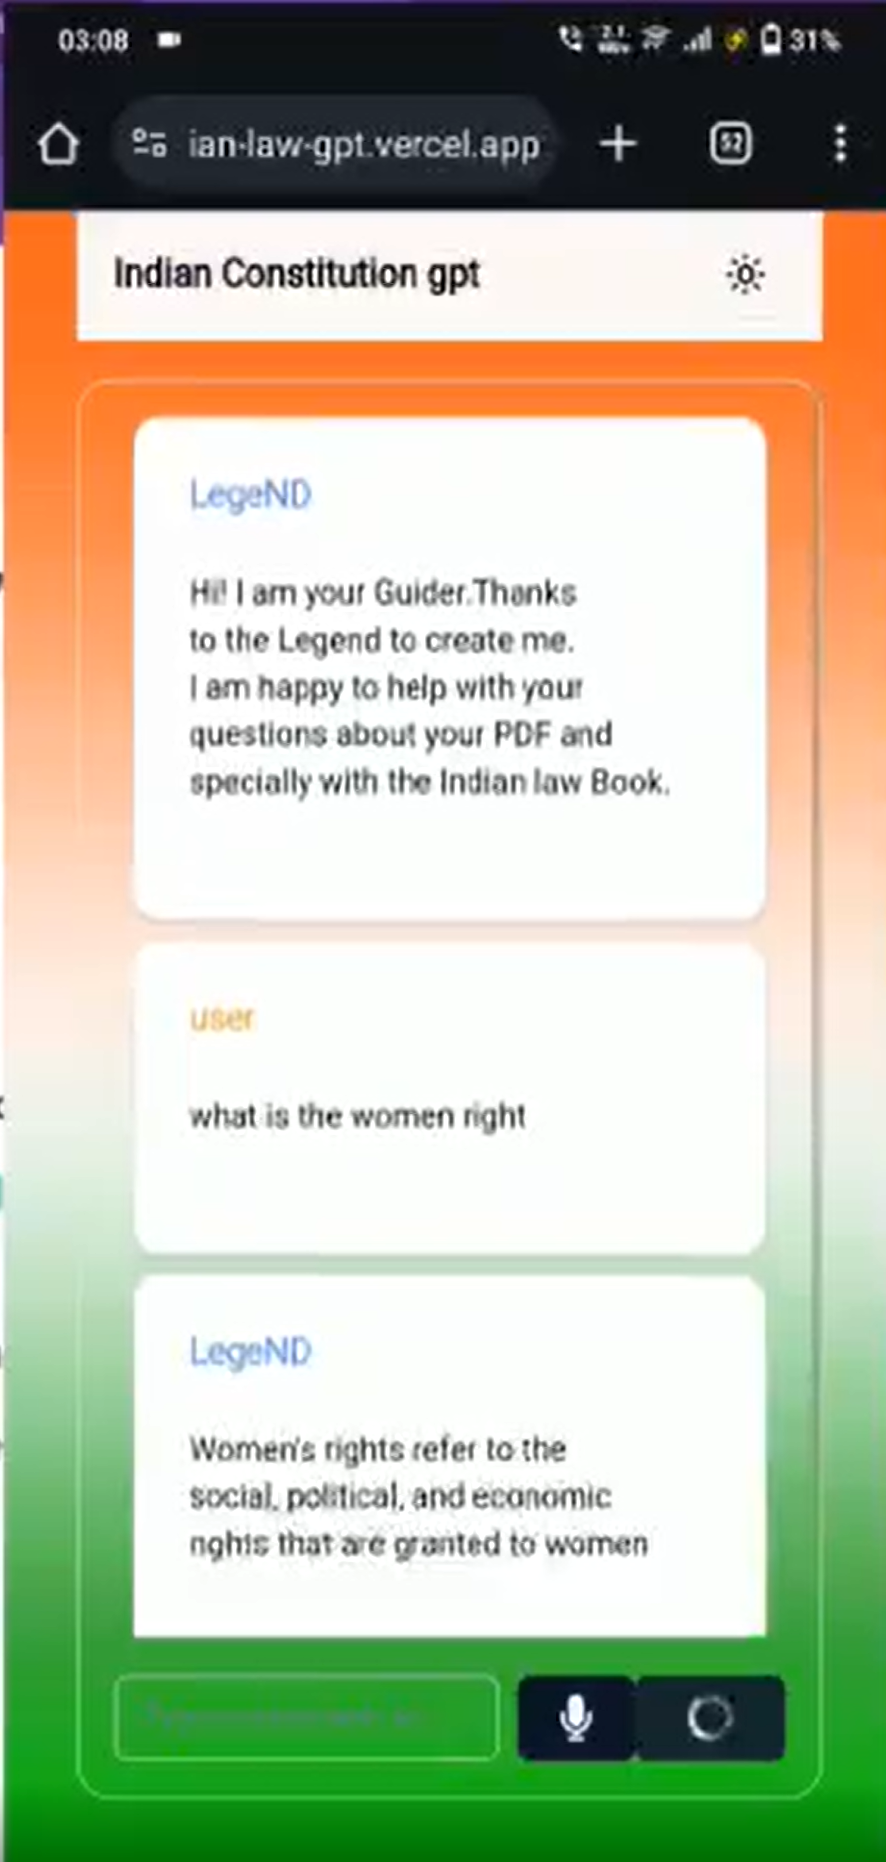 03:08
31%
ian-law-gpt.vercel.app
52
Indian Constitution gpt
LegeND
Hi! I am your Guider.Thanks
to the Legend to create me.
I am happy to help with your
questions about your PDF and
specially with the Indian law Book.
user
what is the women right
LegeND
Women's rights refer to the
social, political, and economic
rights that are granted to women